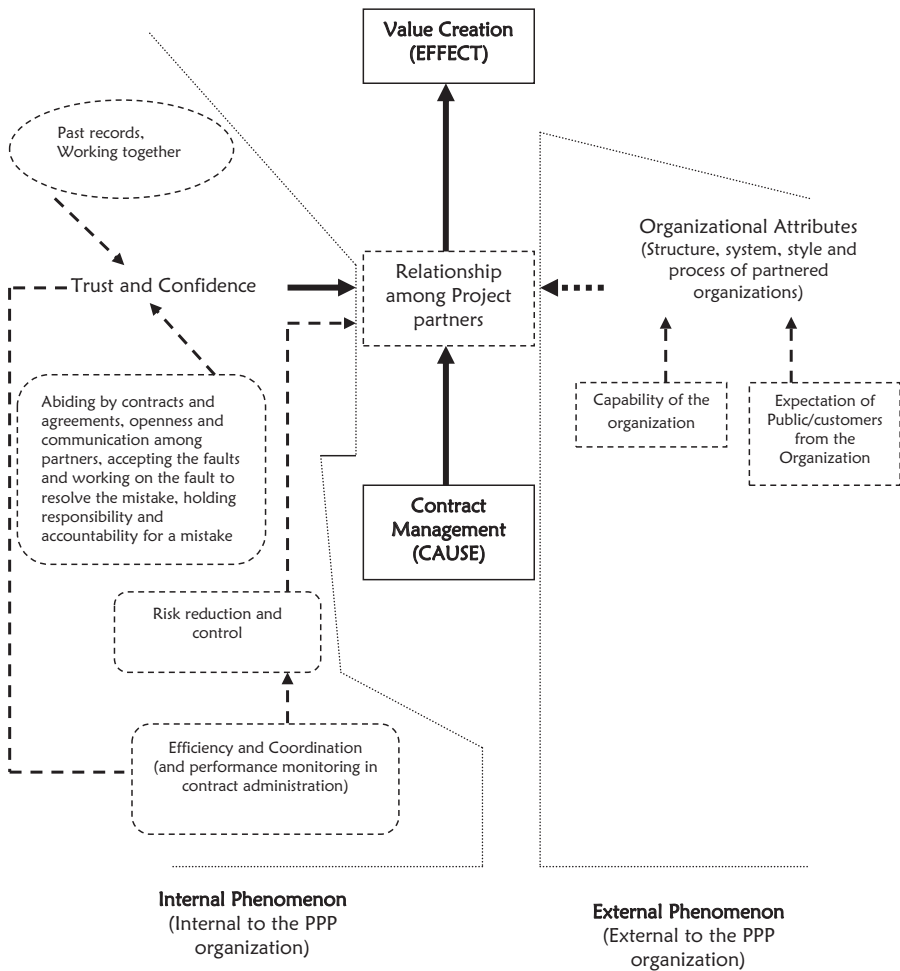 Value Creation
(EFFECT)
Past records,
Working together
Organizational Attributes
(Structure, system, style and
process of partnered
organizations)
Trust and Confidence
Relationship
among Project
partners
Abiding by contracts and
agreements, openness and
communication among
partners, accepting the faults
and working on the fault to
resolve the mistake, holding
responsibility and
accountability for a mistake
Capability of the
organization
Expectation of
Public/customers
from the
Organization
Contract
Management
(CAUSE)
Risk reduction and
control
Efficiency and Coordination
(and performance monitoring in
contract administration)
Internal Phenomenon
(Internal to the PPP
organization)
External Phenomenon
(External to the PPP
organization)